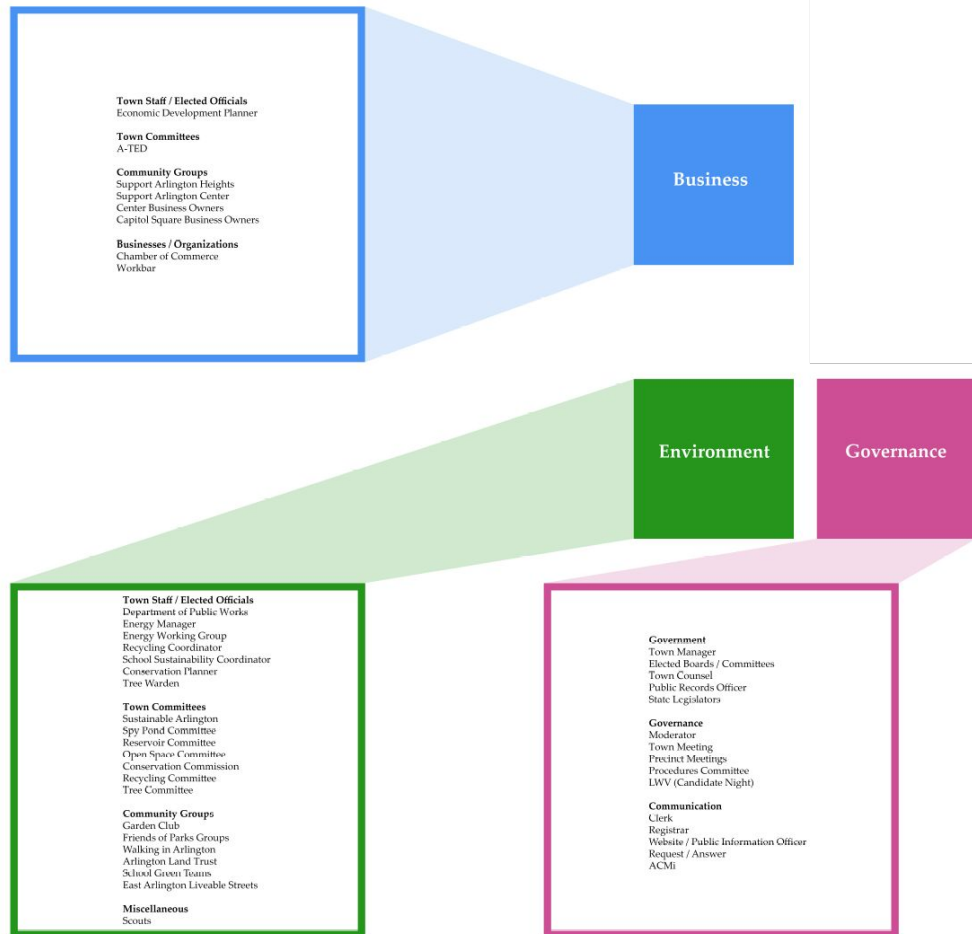 Town Staff / Elected Officials
Economic Development Planner
Town Committees
A-TED
Community Groups
Support Arlington Heights
Support Arlington Center
Center Business Owners
Capitol Square Business Owners
Businesses / Organizations
Chamber of Commerce
Workbar
Business
Environment
Governance
Town Staff / Elected Officials
Department of Public Works
Energy Manager
Energy Working Group
Recycling Coordinator
School Sustainability Coordinator
Conservation Planner
Tree Warden
Town Committees
Sustainable Arlington
Spy Pond Committee
Reservoir Committee
Open Space Committee
Conservation Commission
Recycling Committee
Tree Committee
Community Groups
Garden Club
Friends of Parks Groups
Walking in Arlington
Arlington Land Trust
School Green Teams
East Arlington Liveable Streets
Miscellaneous
Scouts
Government
Town Manager
Elected Boards / Committees
Town Counsel
Public Records Officer
State Legislators
Governance
Moderator
Town Meeting
Precinct Meetings
Procedures Committee
LWV (Candidate Night)
Communication
Clerk
Registrar
Website / Public Information Officer
Request / Answer
ACMi